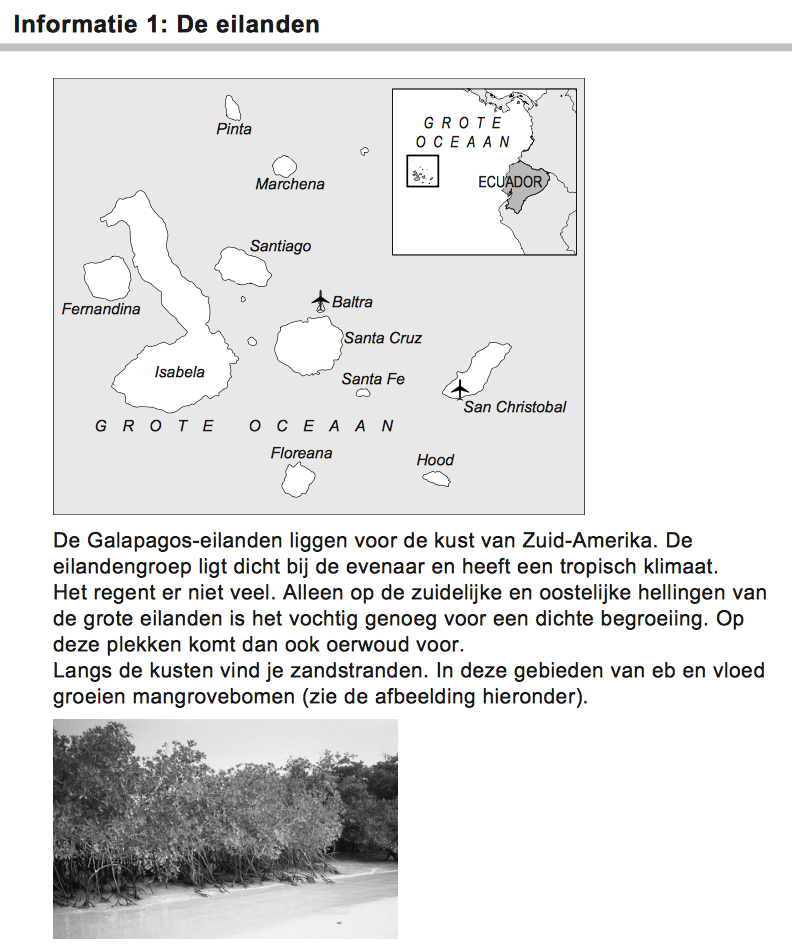 Informatie 1: De eilanden
Pinta
Marchena
GROTE
OCEAAN
ECUADOR
Santiago
Fernandina
Baltra
Santa Cruz
Isabela
Santa Fe
San Christobal
GROTE OCEAAN
Floreana
Hood
De Galapagos-eilanden liggen voor de kust van Zuid-Amerika. De
eilandengroep ligt dicht bij de evenaar en heeft een tropisch klimaat.
Het regent er niet veel. Alleen op de zuidelijke en oostelijke hellingen van
de grote eilanden is het vochtig genoeg voor een dichte begroeiing. Op
deze plekken komt dan ook oerwoud voor.
Langs de kusten vind je zandstranden. In deze gebieden van eb en vloed
groeien mangrovebomen (zie de afbeelding hieronder).